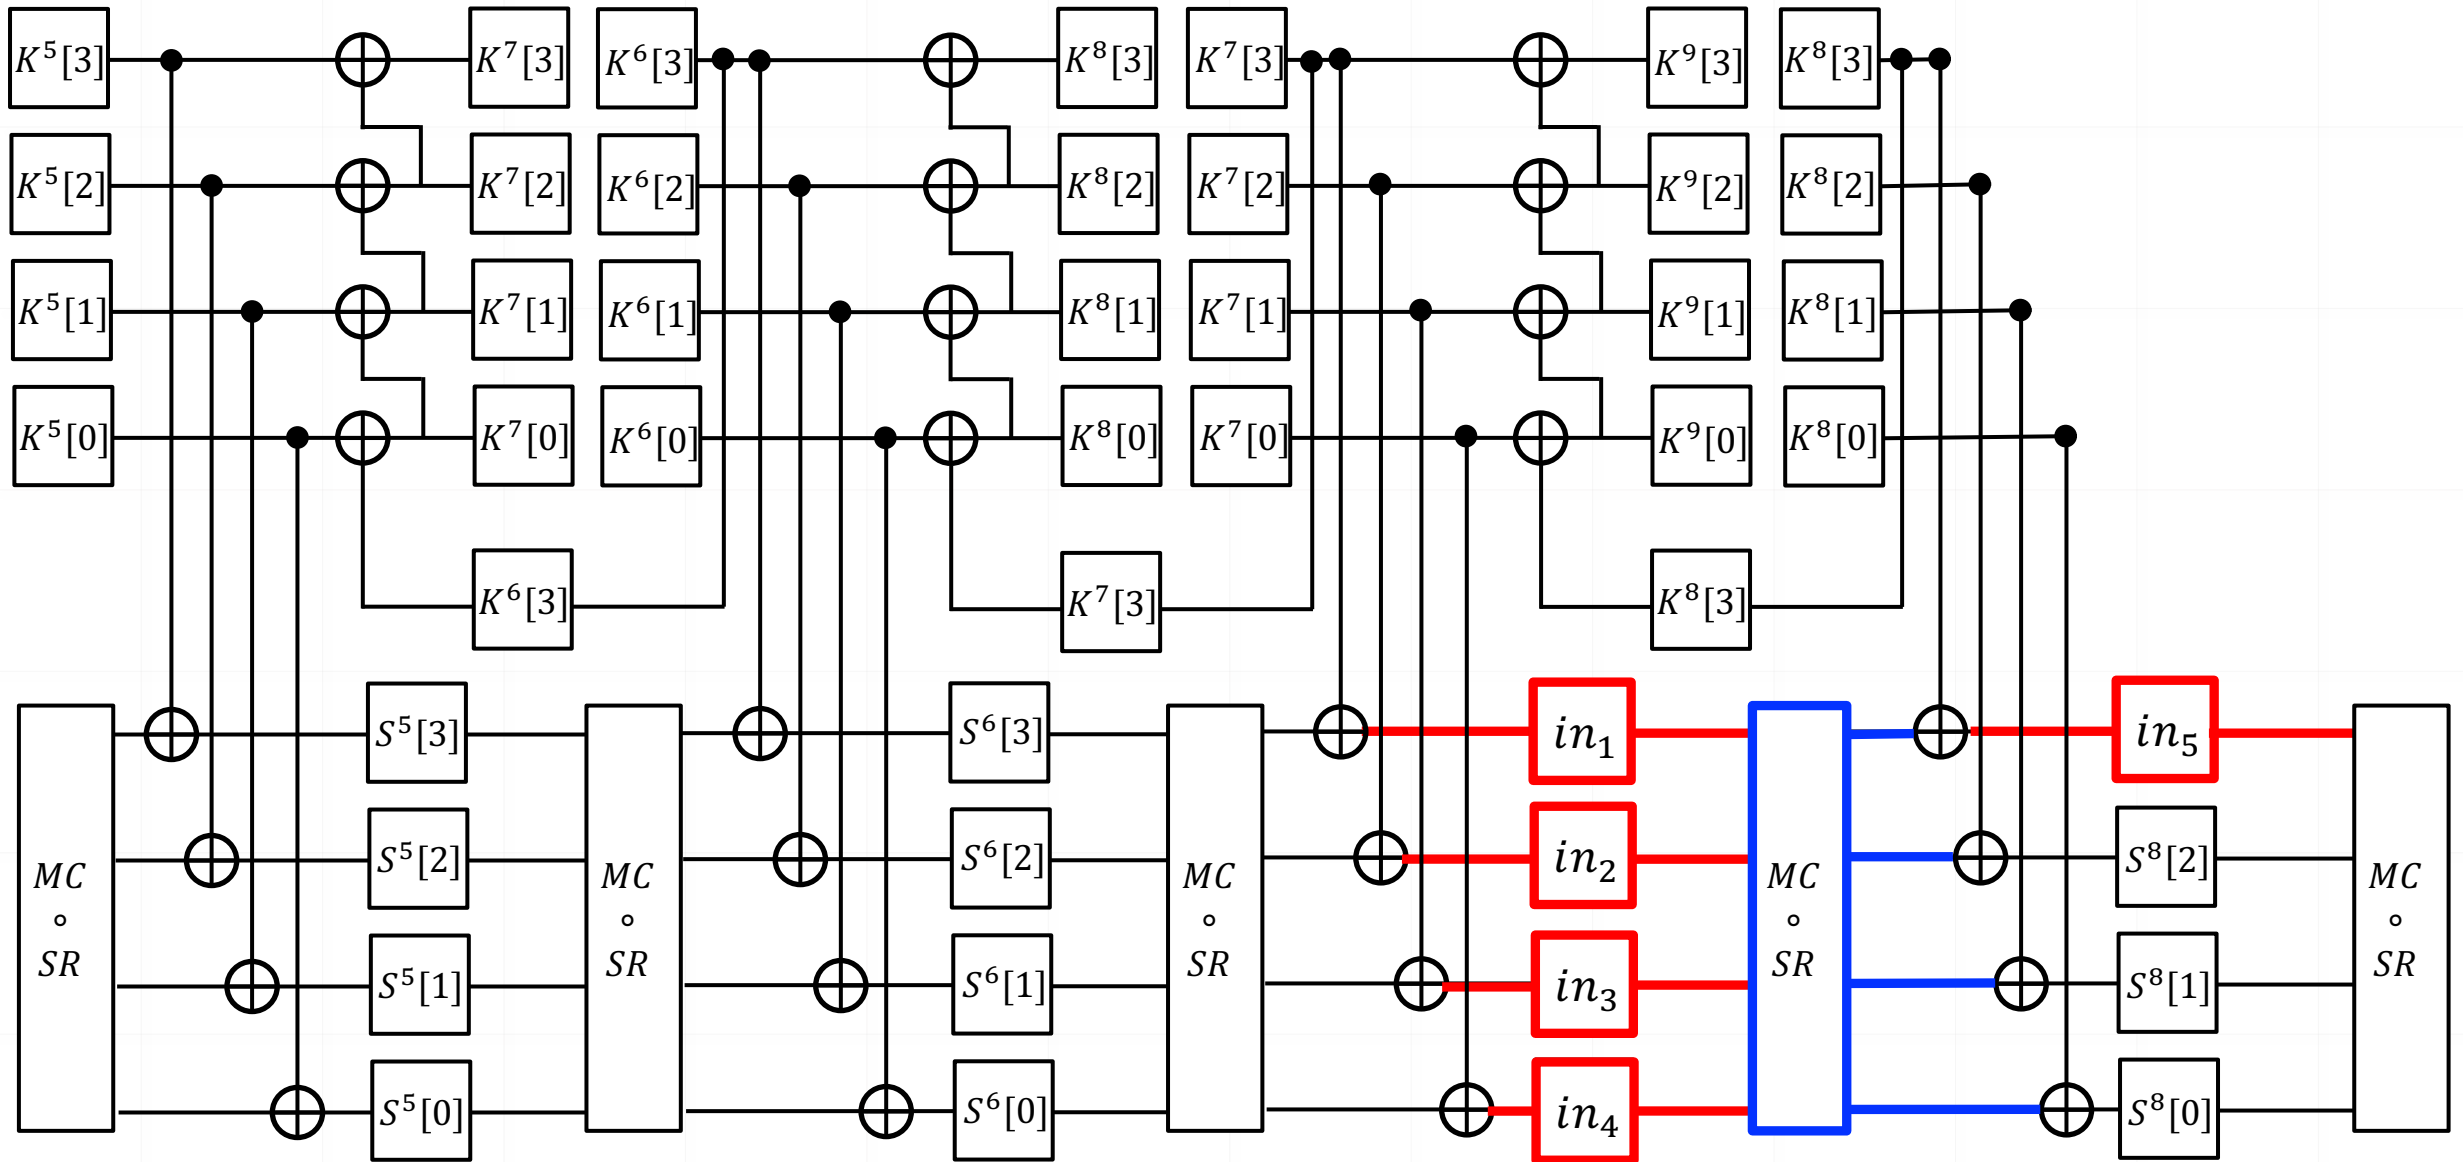 K⁵[3] K⁷[3] K⁶[3] K⁸[3] K⁷[3] K⁹[3] K⁸[3]
K⁵[2] K⁷[2] K⁶[2] K⁸[2] K⁷[2] K⁹[2] K⁸[2]
K⁵[1] K⁷[1] K⁶[1] K⁸[1] K⁷[1] K⁹[1] K⁸[1]
K⁵[0] K⁷[0] K⁶[0] K⁸[0] K⁷[0] K⁹[0] K⁸[0]
K⁶[3] K⁷[3] K⁸[3]
S⁵[3] S⁶[3] in₁ in₅
MC S⁵[2] MC S⁶[2] MC in₂ MC S⁸[2] MC
∘ ∘ ∘ ∘ ∘
SR S⁵[1] SR S⁶[1] SR in₃ SR S⁸[1] SR
S⁵[0] S⁶[0] in₄ S⁸[0]